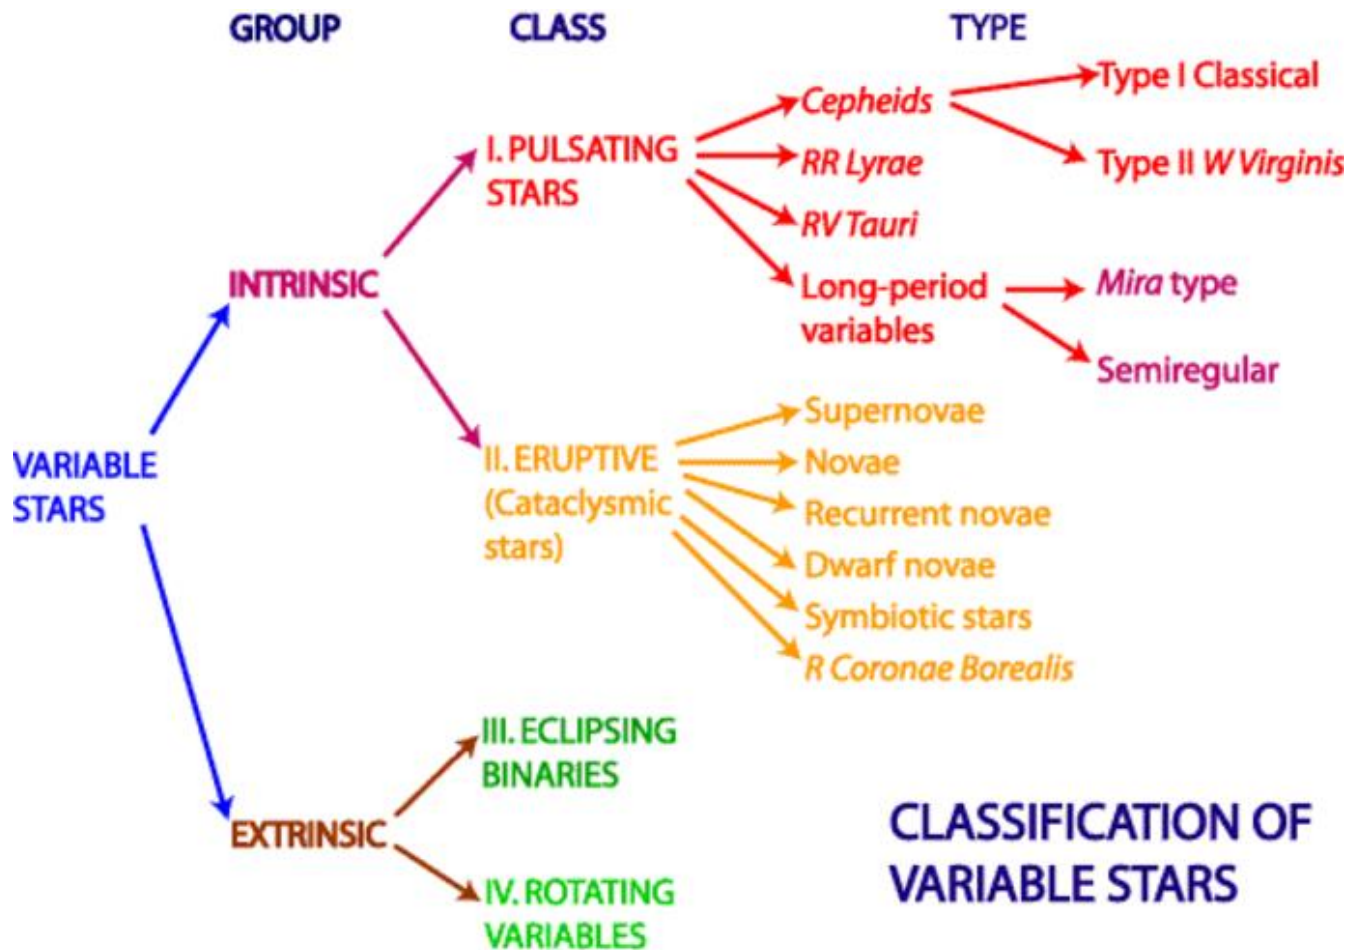 GROUP
CLASS
TYPE
VARIABLE
STARS
INTRINSIC
I. PULSATING
STARS
Cepheids
Type I Classical
Type II W Virginis
RR Lyrae
RV Tauri
Long-period
variables
Mira type
Semiregular
II. ERUPTIVE
(Cataclysmic
stars)
Supernovae
Novae
Recurrent novae
Dwarf novae
Symbiotic stars
R Coronae Borealis
EXTRINSIC
III. ECLIPSING
BINARIES
IV. ROTATING
VARIABLES
CLASSIFICATION OF
VARIABLE STARS